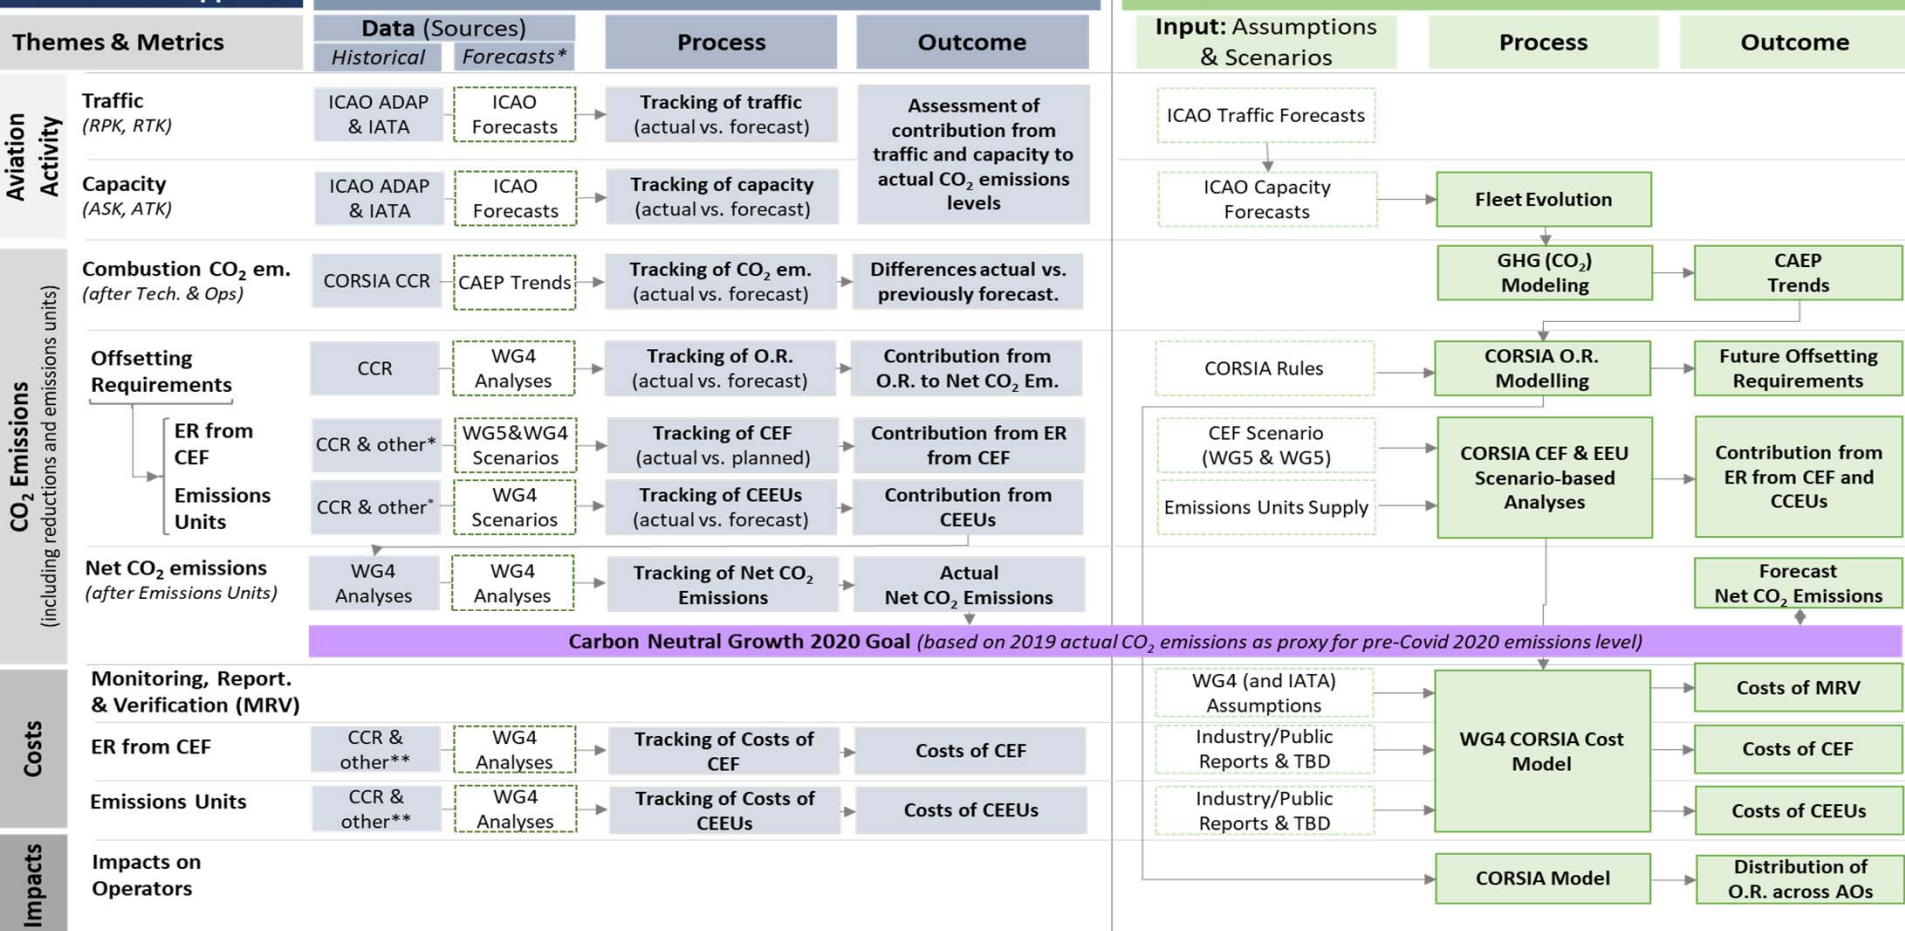 Themes & Metrics
Data (Sources)
Historical
Forecasts*
Process
Outcome
Input: Assumptions
& Scenarios
Process
Outcome
Aviation
Activity
Traffic
(RPK, RTK)
ICAO ADAP
& IATA
ICAO
Forecasts
Tracking of traffic
(actual vs. forecast)
Assessment of
contribution from
traffic and capacity to
actual CO₂ emissions
levels
ICAO Traffic Forecasts
Capacity
(ASK, ATK)
ICAO ADAP
& IATA
ICAO
Forecasts
Tracking of capacity
(actual vs. forecast)
ICAO Capacity
Forecasts
Fleet Evolution
CO₂ Emissions
(including reductions and emissions units)
Combustion CO₂ em.
(after Tech. & Ops)
CORSIA CCR
CAEP Trends
Tracking of CO₂ em.
(actual vs. forecast)
Differences actual vs.
previously forecast.
GHG (CO₂)
Modeling
CAEP
Trends
Offsetting
Requirements
CCR
WG4
Analyses
Tracking of O.R.
(actual vs. forecast)
Contribution from
O.R. to Net CO₂ Em.
CORSIA Rules
CORSIA O.R.
Modelling
Future Offsetting
Requirements
ER from
CEF
CCR & other*
WG5&WG4
Scenarios
Tracking of CEF
(actual vs. planned)
Contribution from ER
from CEF
CEF Scenario
(WG5 & WG5)
CORSIA CEF & EEU
Scenario-based
Analyses
Contribution from
ER from CEF and
CCEUs
Emissions
Units
CCR & other*
WG4
Scenarios
Tracking of CEEUs
(actual vs. forecast)
Contribution from
CEEUs
Emissions Units Supply
Net CO₂ emissions
(after Emissions Units)
WG4
Analyses
WG4
Analyses
Tracking of Net CO₂
Emissions
Actual
Net CO₂ Emissions
Forecast
Net CO₂ Emissions
Carbon Neutral Growth 2020 Goal (based on 2019 actual CO₂ emissions as proxy for pre-Covid 2020 emissions level)
Costs
Monitoring, Report.
& Verification (MRV)
WG4 (and IATA)
Assumptions
WG4 CORSIA Cost
Model
Costs of MRV
ER from CEF
CCR &
other**
WG4
Analyses
Tracking of Costs of
CEF
Costs of CEF
Industry/Public
Reports & TBD
Costs of CEF
Emissions Units
CCR &
other**
WG4
Analyses
Tracking of Costs of
CEEUs
Costs of CEEUs
Industry/Public
Reports & TBD
Costs of CEEUs
Impacts
Impacts on
Operators
CORSIA Model
Distribution of
O.R. across AOs